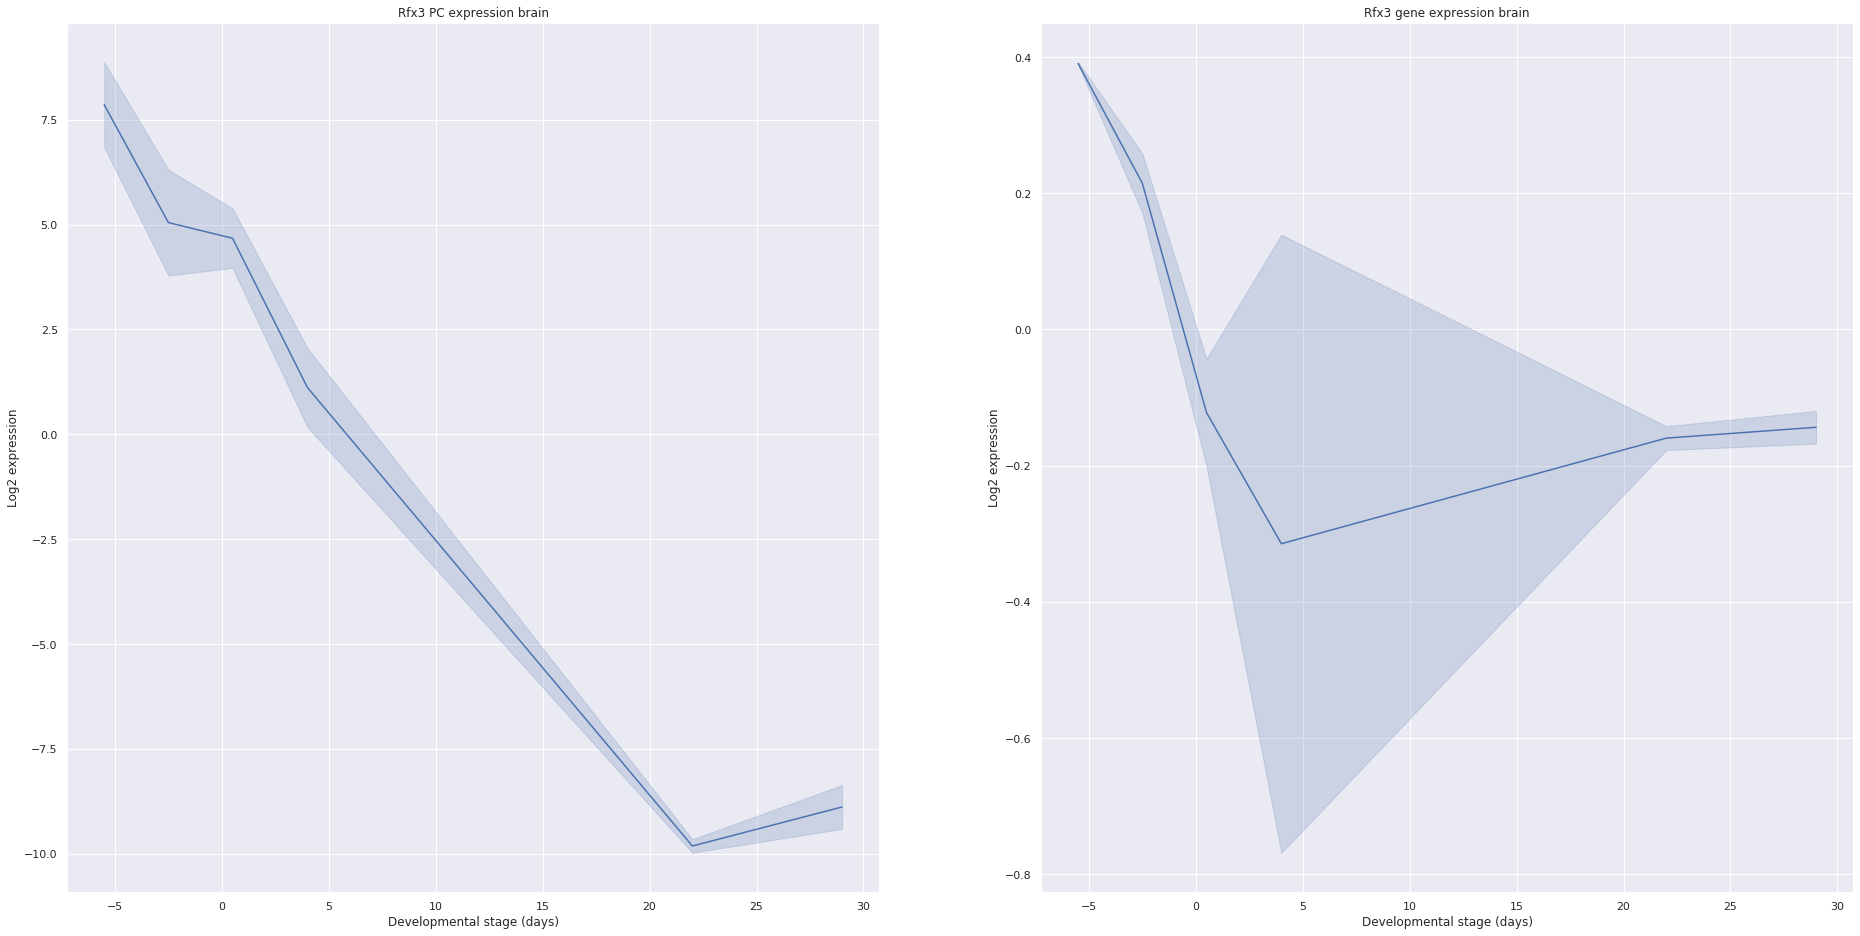 Rfx3 PC expression brain
Log2 expression
7.5
5.0
2.5
0.0
−2.5
−5.0
−7.5
−10.0
−5 0 5 10 15 20 25 30
Developmental stage (days)
Rfx3 gene expression brain
Log2 expression
0.4
0.2
0.0
−0.2
−0.4
−0.6
−0.8
−5 0 5 10 15 20 25 30
Developmental stage (days)